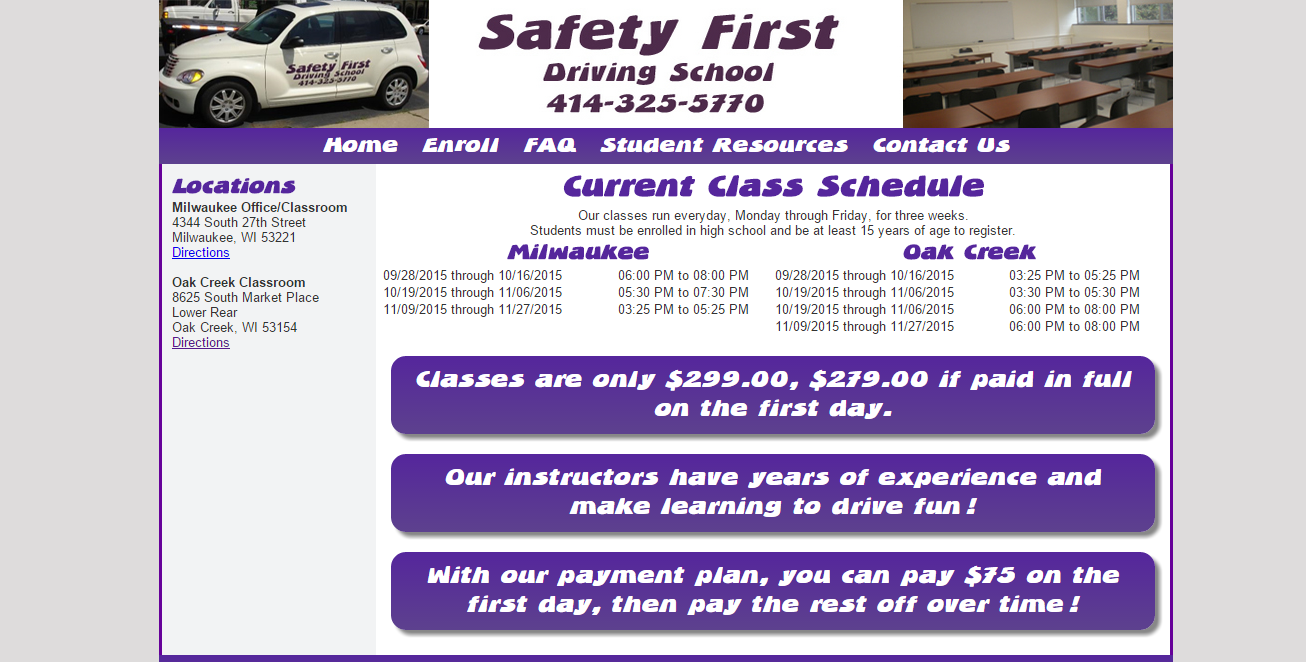 Safety First
Driving School
414-325-5770
Safety First
Driving School
414-325-5770
Home Enroll FAQ Student Resources Contact Us
Locations
Milwaukee Office/Classroom
4344 South 27th Street
Milwaukee, WI 53221
Directions
Oak Creek Classroom
8625 South Market Place
Lower Rear
Oak Creek, WI 53154
Directions
Current Class Schedule
Our classes run everyday, Monday through Friday, for three weeks.
Students must be enrolled in high school and be at least 15 years of age to register.
Milwaukee
09/28/2015 through 10/16/2015 06:00 PM to 08:00 PM
10/19/2015 through 11/06/2015 05:30 PM to 07:30 PM
11/09/2015 through 11/27/2015 03:25 PM to 05:25 PM
Oak Creek
09/28/2015 through 10/16/2015 03:25 PM to 05:25 PM
10/19/2015 through 11/06/2015 03:30 PM to 05:30 PM
10/19/2015 through 11/06/2015 06:00 PM to 08:00 PM
11/09/2015 through 11/27/2015 06:00 PM to 08:00 PM
Classes are only $299.00, $279.00 if paid in full
on the first day.
Our instructors have years of experience and
make learning to drive fun!
With our payment plan, you can pay $75 on the
first day, then pay the rest off over time!